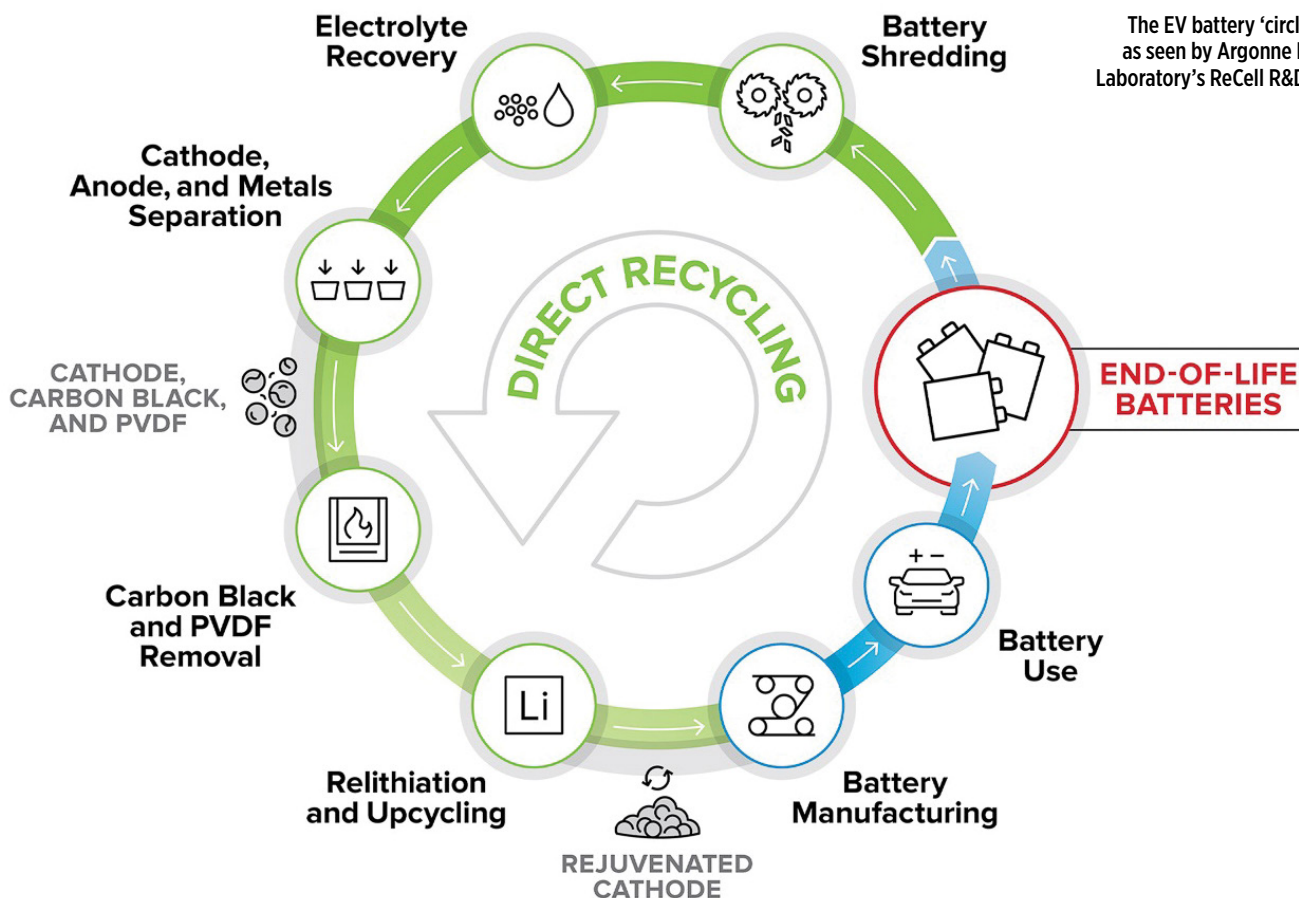 The EV battery ‘circl
as seen by Argonne
Laboratory’s ReCell R&D
Electrolyte
Recovery
Battery
Shredding
Cathode,
Anode, and Metals
Separation
DIRECT RECYCLING
CATHODE,
CARBON BLACK,
AND PVDF
END-OF-LIFE
BATTERIES
Carbon Black
and PVDF
Removal
+ -
Battery
Use
Li
Relithiation
and Upcycling
Battery
Manufacturing
REJUVENATED
CATHODE